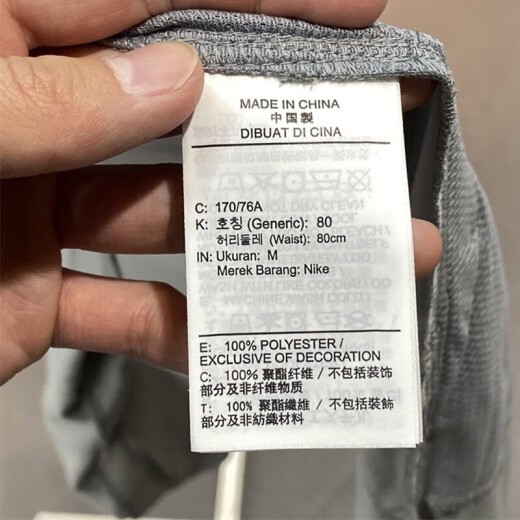 MADE IN CHINA
中国製
DIBUAT DI CINA
C: 170/76A
K: 호칭 (Generic): 80
허리둘레 (Waist): 80cm
IN: Ukuran: M
Merek Barang: Nike
E: 100% POLYESTER /
EXCLUSIVE OF DECORATION
C: 100% 聚酯纤维 / 不包括装饰
部分及非纤维物质
T: 100% 聚酯纖維 / 不包括裝飾
部分及非紡織材料